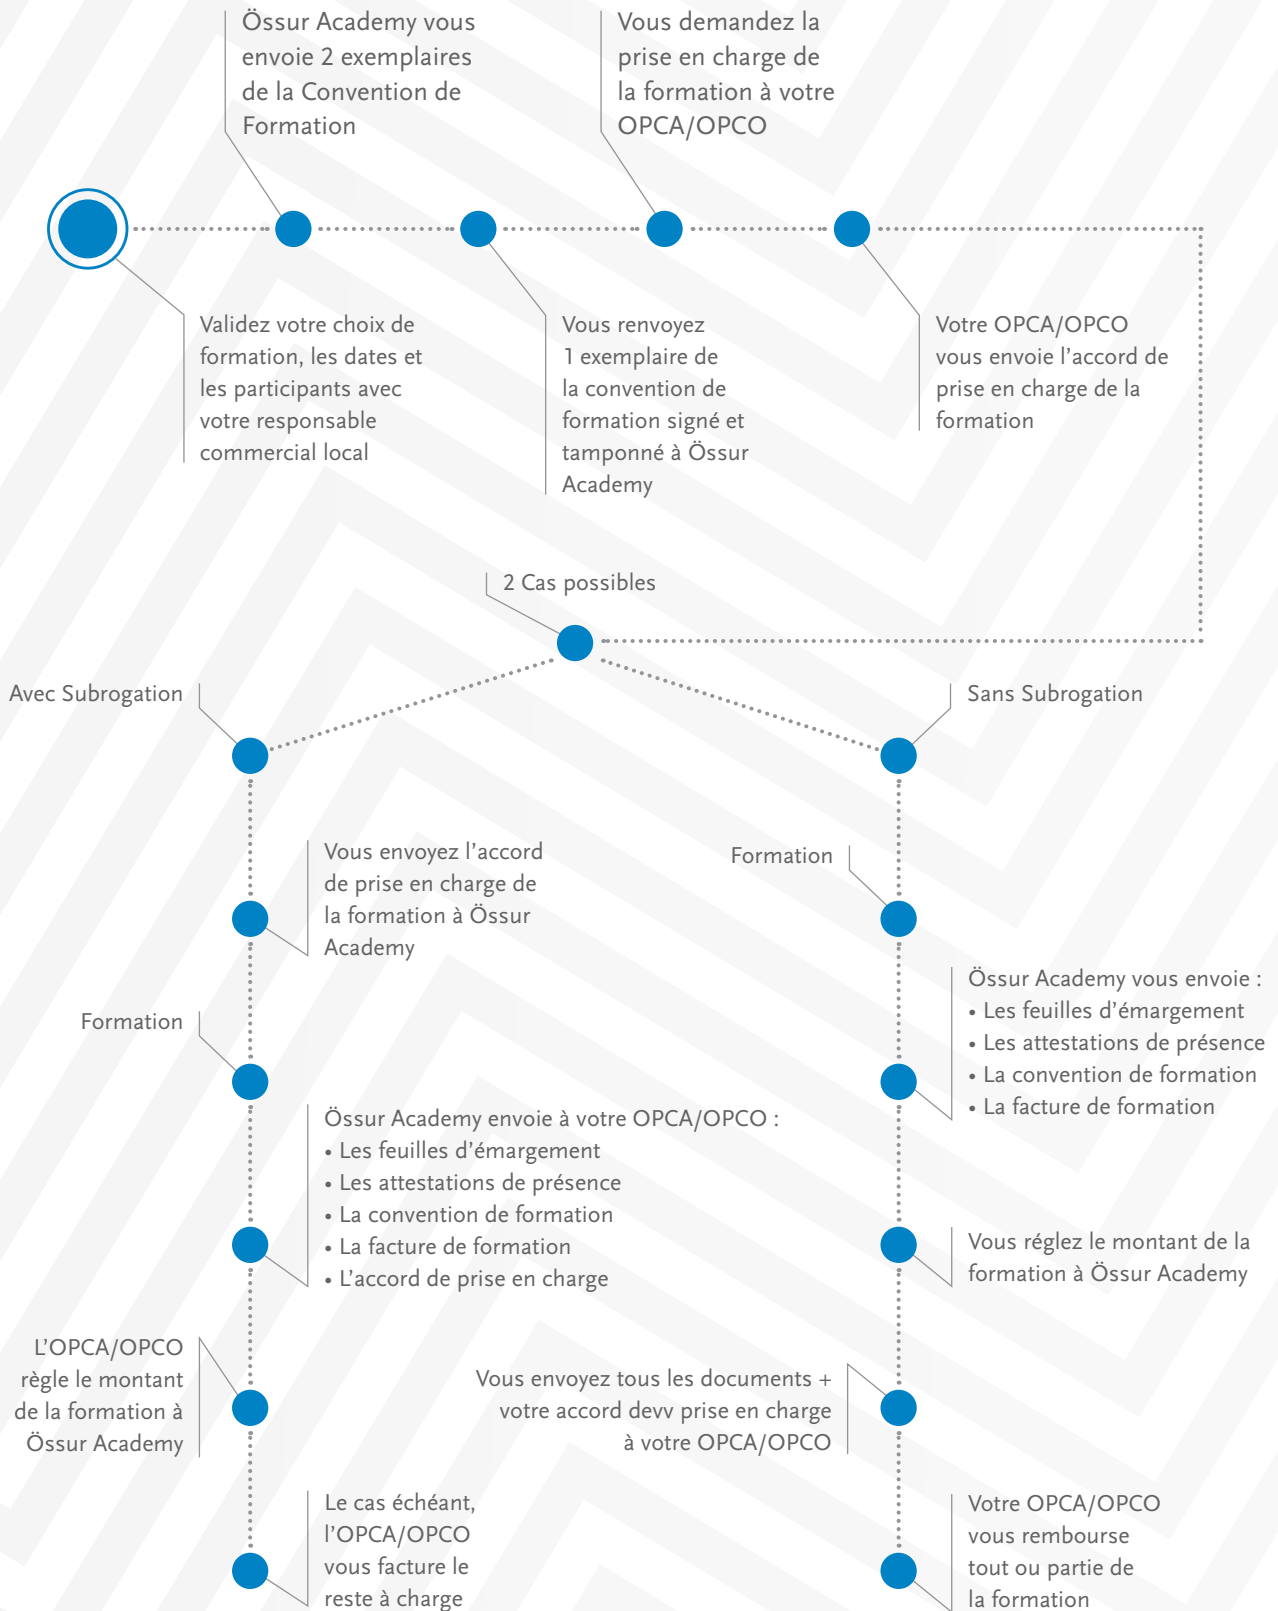 Össur Academy vous
envoie 2 exemplaires
de la Convention de
Formation
Vous demandez la
prise en charge de
la formation à votre
OPCA/OPCO
Validez votre choix de
formation, les dates et
les participants avec
votre responsable
commercial local
Vous renvoyez
1 exemplaire de
la convention de
formation signé et
tamponné à Össur
Academy
Votre OPCA/OPCO
vous envoie l’accord de
prise en charge de la
formation
2 Cas possibles
Avec Subrogation
Sans Subrogation
Vous envoyez l’accord
de prise en charge de
la formation à Össur
Academy
Formation
Formation
Össur Academy vous envoie :
• Les feuilles d’émargement
• Les attestations de présence
• La convention de formation
• La facture de formation
Össur Academy envoie à votre OPCA/OPCO :
• Les feuilles d’émargement
• Les attestations de présence
• La convention de formation
• La facture de formation
• L’accord de prise en charge
Vous réglez le montant de la
formation à Össur Academy
L’OPCA/OPCO
règle le montant
de la formation à
Össur Academy
Vous envoyez tous les documents +
votre accord devv prise en charge
à votre OPCA/OPCO
Le cas échéant,
l’OPCA/OPCO
vous facture le
reste à charge
Votre OPCA/OPCO
vous rembourse
tout ou partie de
la formation